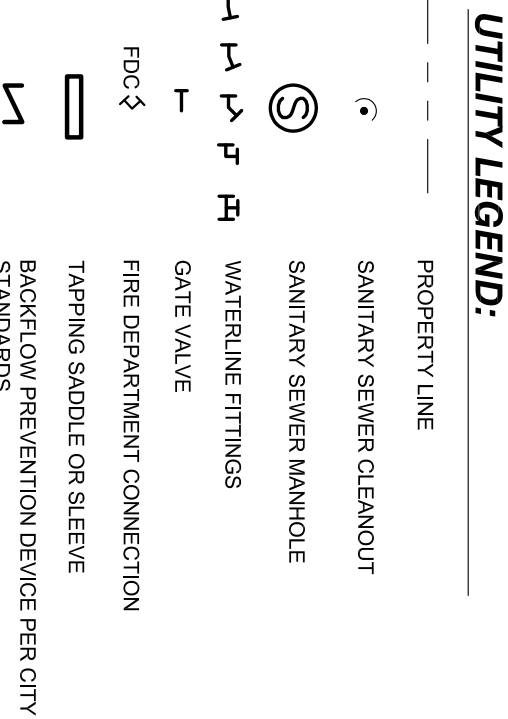 UTILITY LEGEND:
PROPERTY LINE
SANITARY SEWER CLEANOUT
S SANITARY SEWER MANHOLE
WATERLINE FITTINGS
GATE VALVE
FDC FIRE DEPARTMENT CONNECTION
TAPPING SADDLE OR SLEEVE
BACKFLOW PREVENTION DEVICE PER CITY
STANDARDS